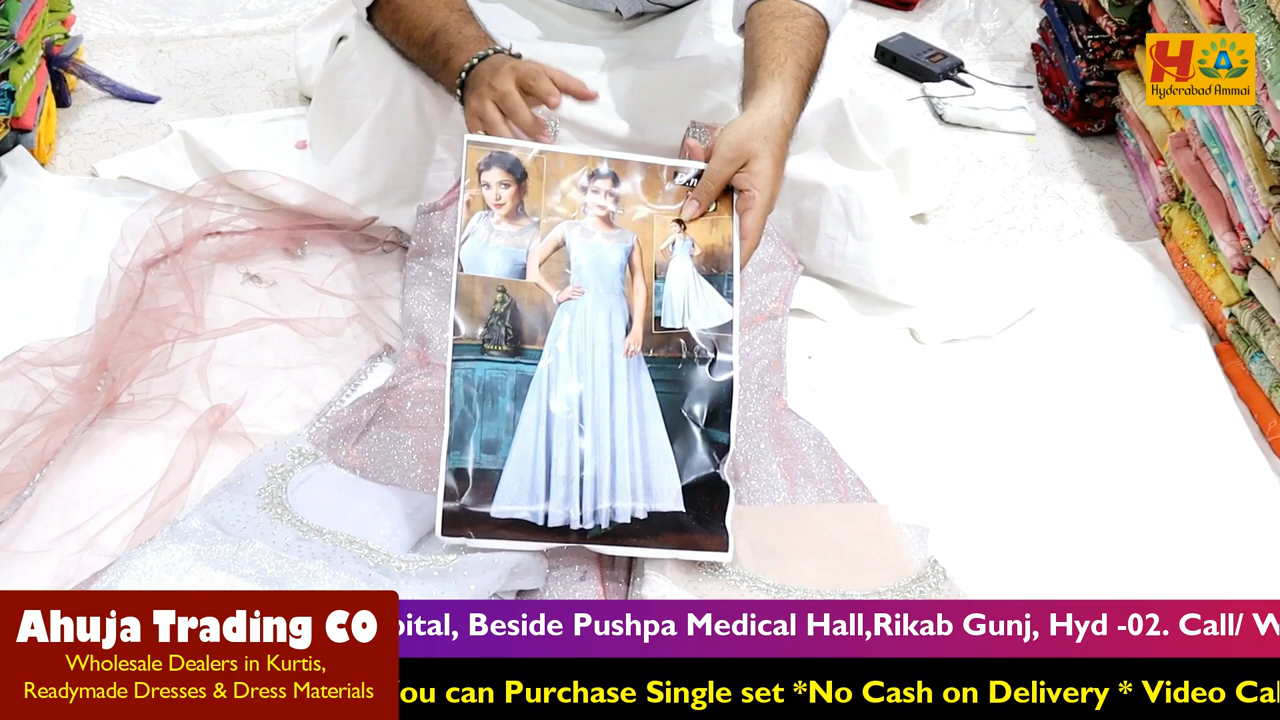 H A
Hyderabad Ammai
Ahuja Trading CO
Wholesale Dealers in Kurtis,
Readymade Dresses & Dress Materials
pital, Beside Pushpa Medical Hall,Rikab Gunj, Hyd -02. Call/ W
ou can Purchase Single set *No Cash on Delivery * Video Cal